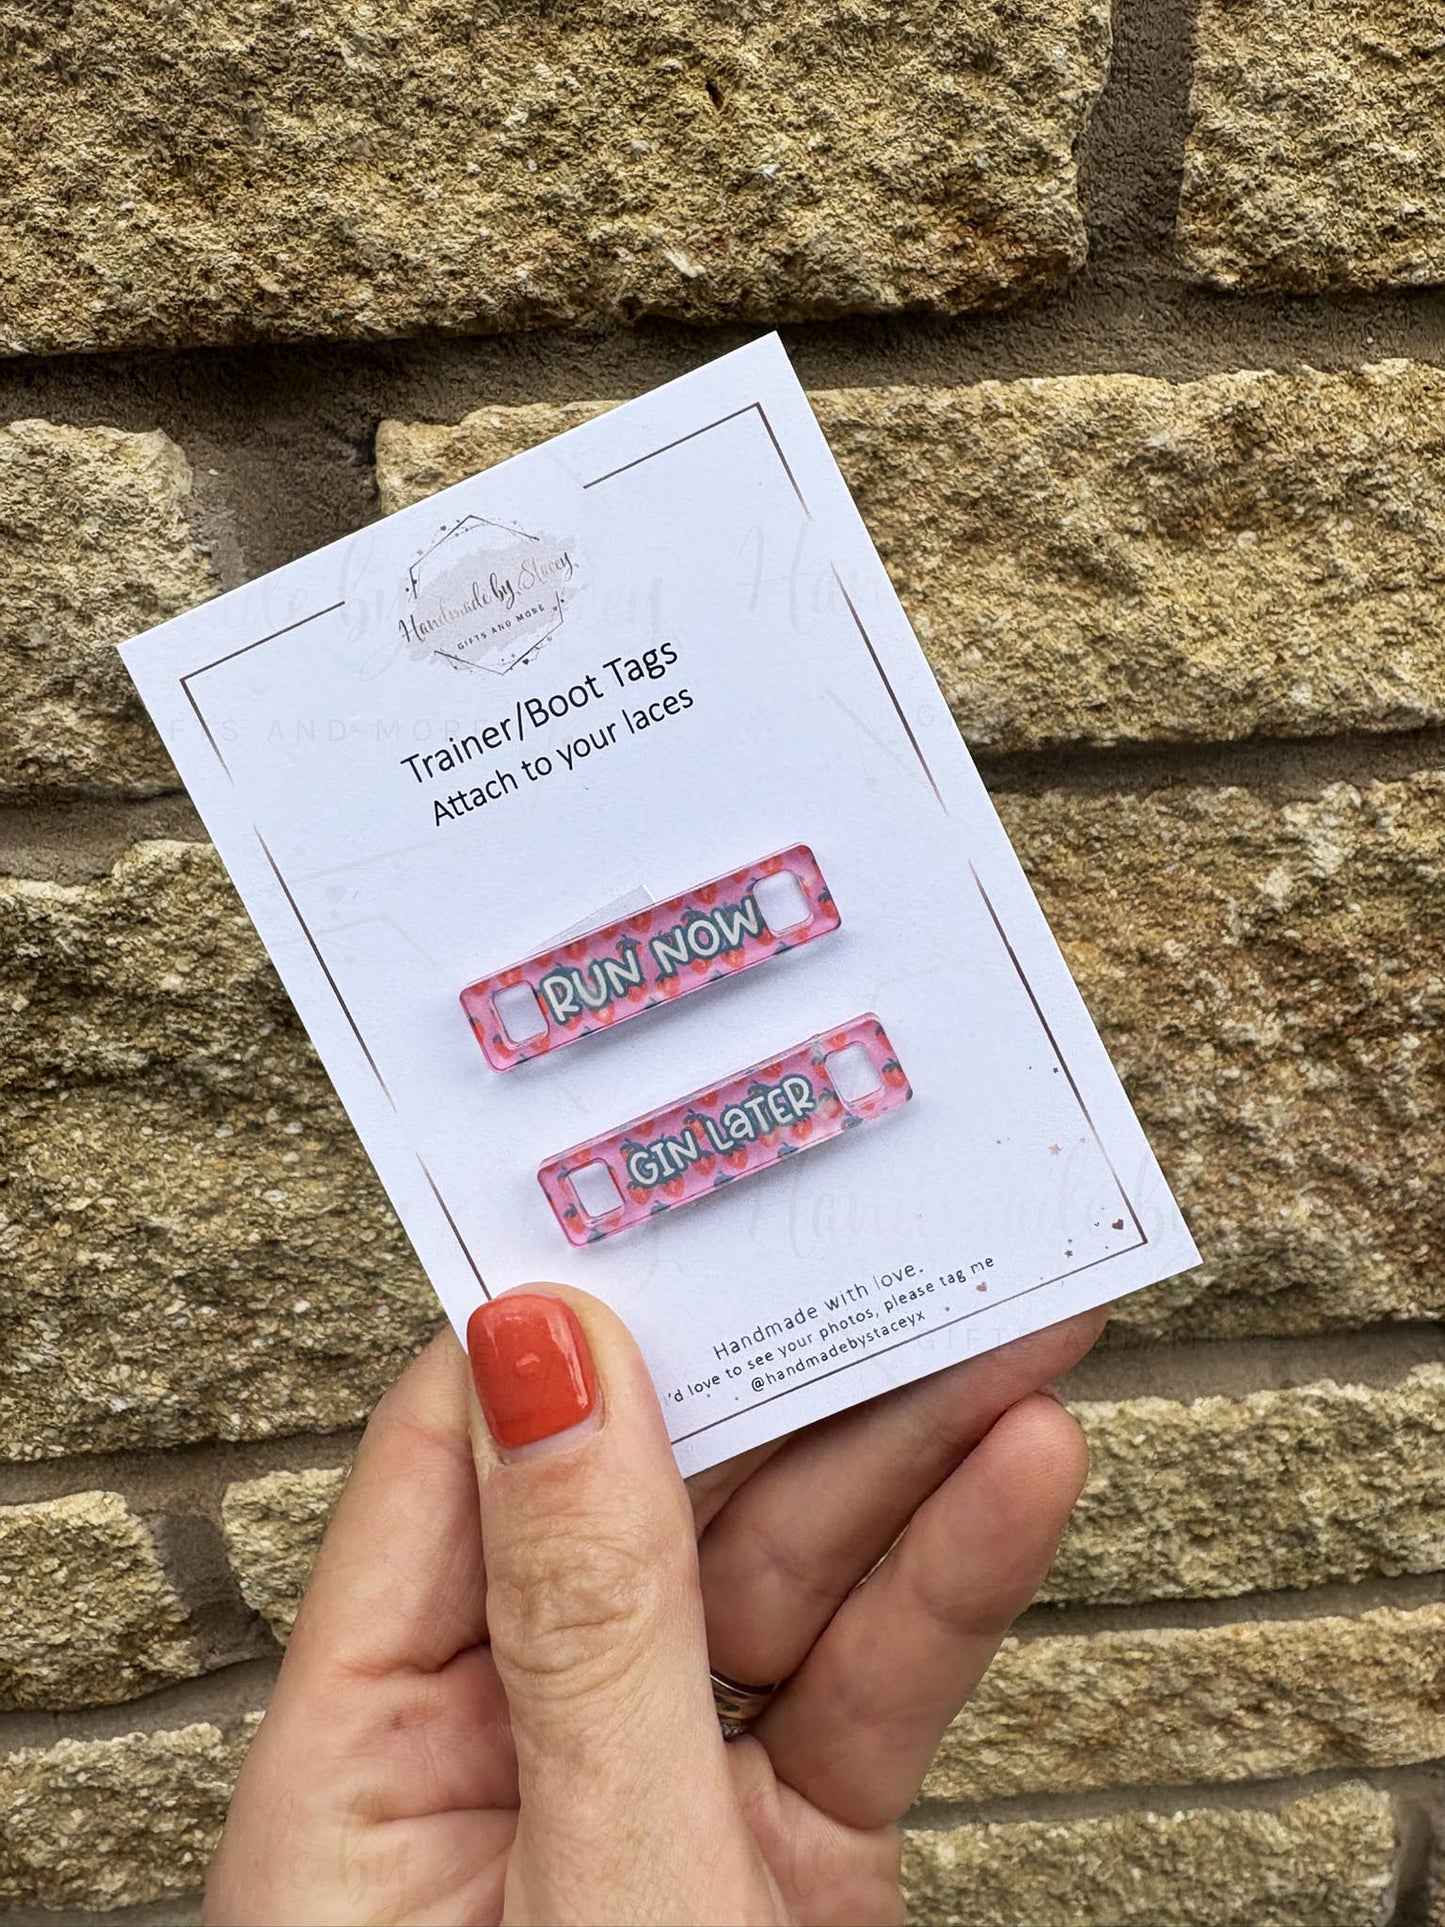 Handmade by Stacey
GIFTS AND MORE
Trainer/Boot Tags
Attach to your laces
RUN NOW
GIN LaTER
Handmade with love.
'd love to see your photos, please tag me
@handmadebystaceyx